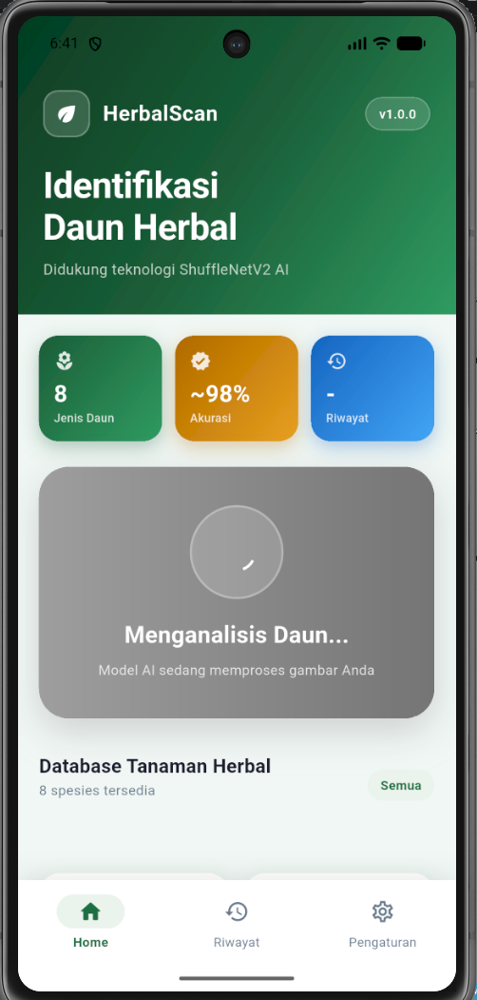 6:41
HerbalScan
v1.0.0
Identifikasi
Daun Herbal
Didukung teknologi ShuffleNetV2 AI
8
Jenis Daun
~98%
Akurasi
-
Riwayat
Menganalisis Daun...
Model AI sedang memproses gambar Anda
Database Tanaman Herbal
8 spesies tersedia
Semua
Home
Riwayat
Pengaturan